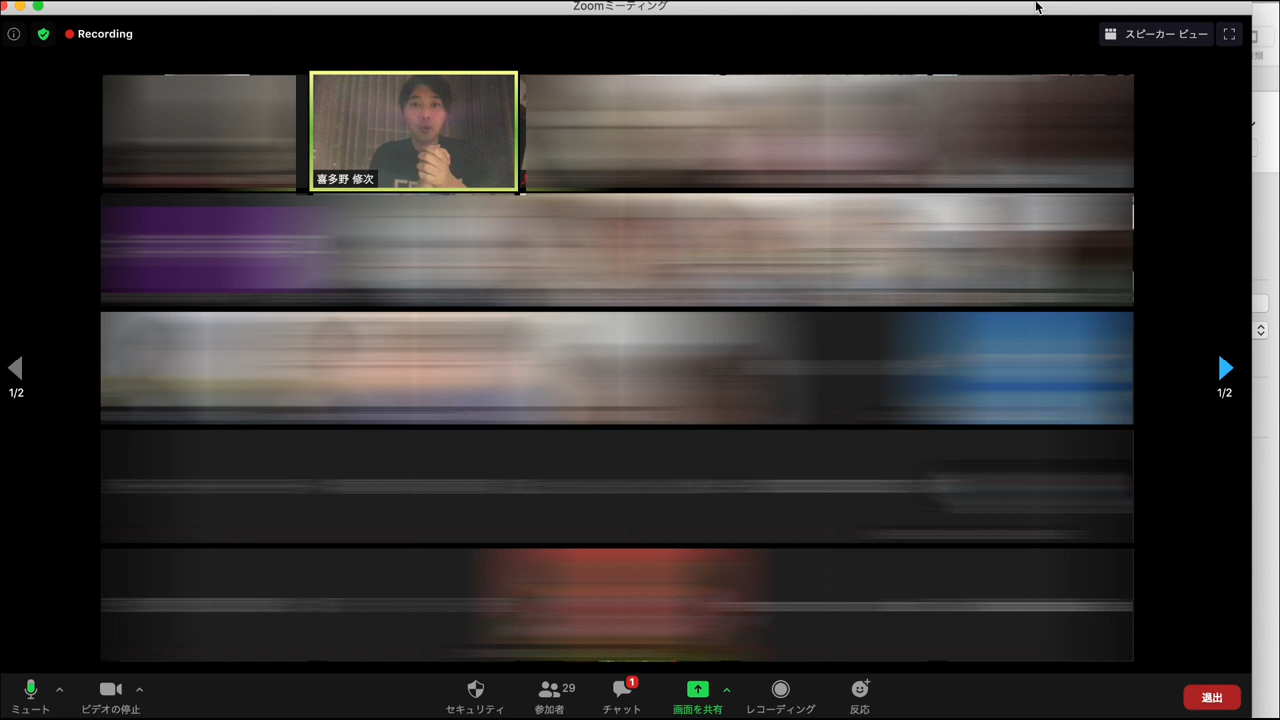 Zoomミーティング
Recording
スピーカー ビュー
喜多野 修次
1/2
1/2
ミュート
ビデオの停止
セキュリティ
29
参加者
1
チャット
画面を共有
レコーディング
反応
退出